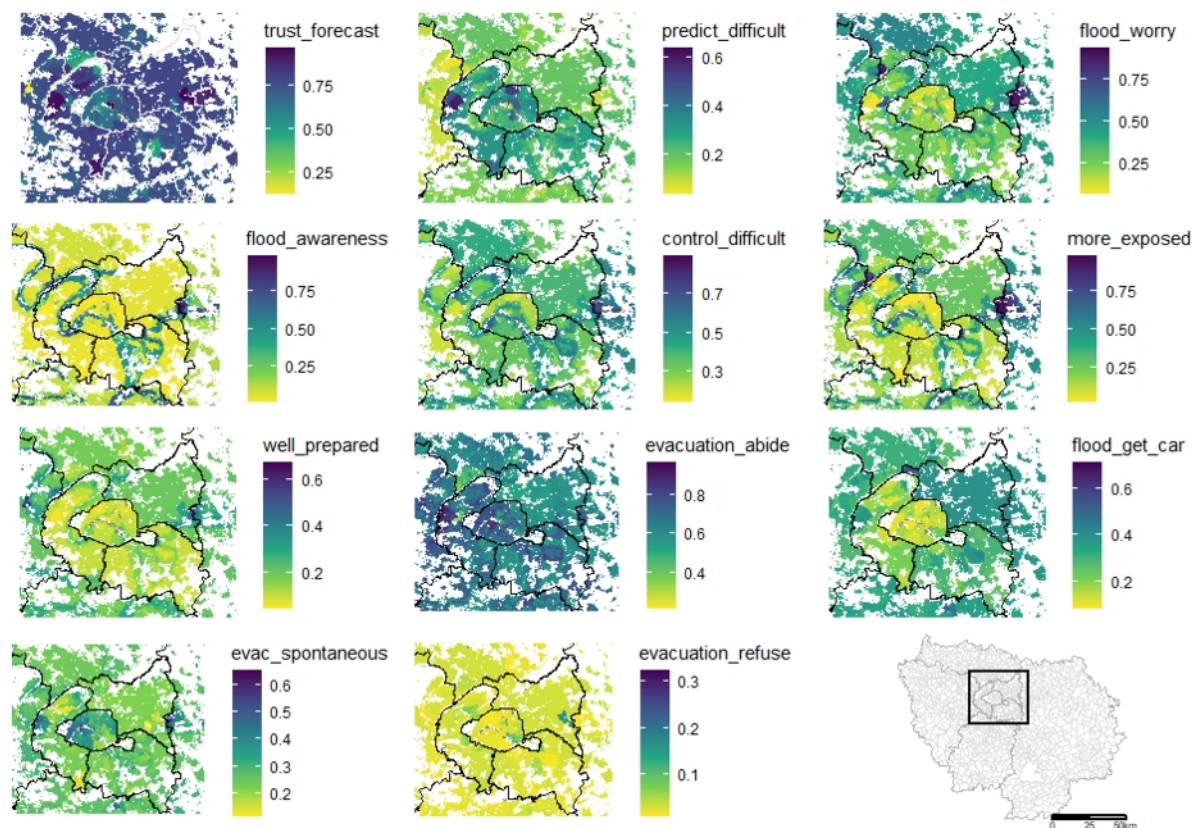 trust_forecast
0.75
0.50
0.25
predict_difficult
0.6
0.4
0.2
flood_worry
0.75
0.50
0.25
flood_awareness
0.75
0.50
0.25
control_difficult
0.7
0.5
0.3
more_exposed
0.75
0.50
0.25
well_prepared
0.6
0.4
0.2
evacuation_abide
0.8
0.6
0.4
flood_get_car
0.6
0.4
0.2
evac_spontaneous
0.6
0.5
0.4
0.3
0.2
evacuation_refuse
0.3
0.2
0.1
0 25 50km